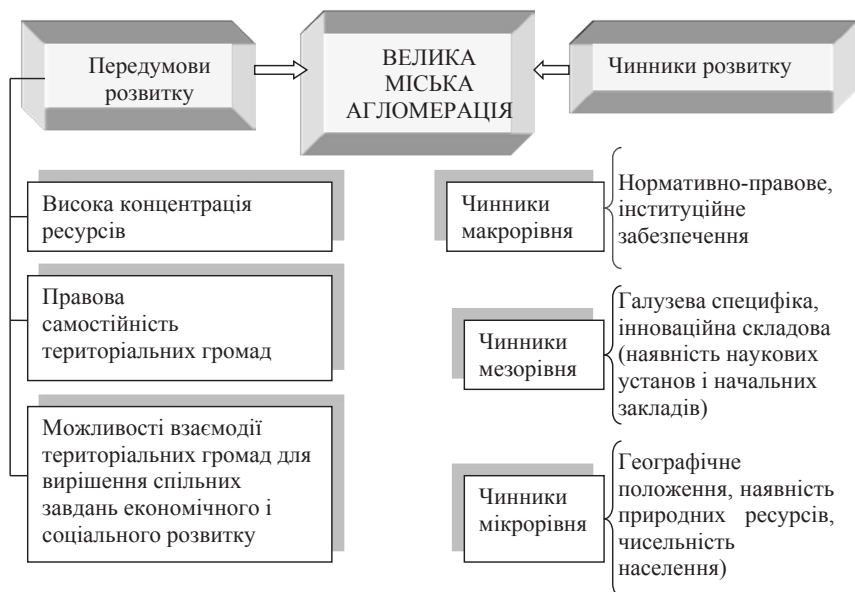 Передумови
розвитку
ВЕЛИКА
МІСЬКА
АГЛОМЕРАЦІЯ
Чинники розвитку
Висока концентрація
ресурсів
Правова
самостійність
територіальних громад
Можливості взаємодії
територіальних громад для
вирішення спільних
завдань економічного і
соціального розвитку
Чинники
макрорівня
Нормативно-правове,
інституційне
забезпечення
Чинники
мезорівня
Галузева специфіка,
інноваційна складова
(наявність наукових
установ і начальних
закладів)
Чинники
мікрорівня
Географічне
положення, наявність
природних ресурсів,
чисельність
населення)